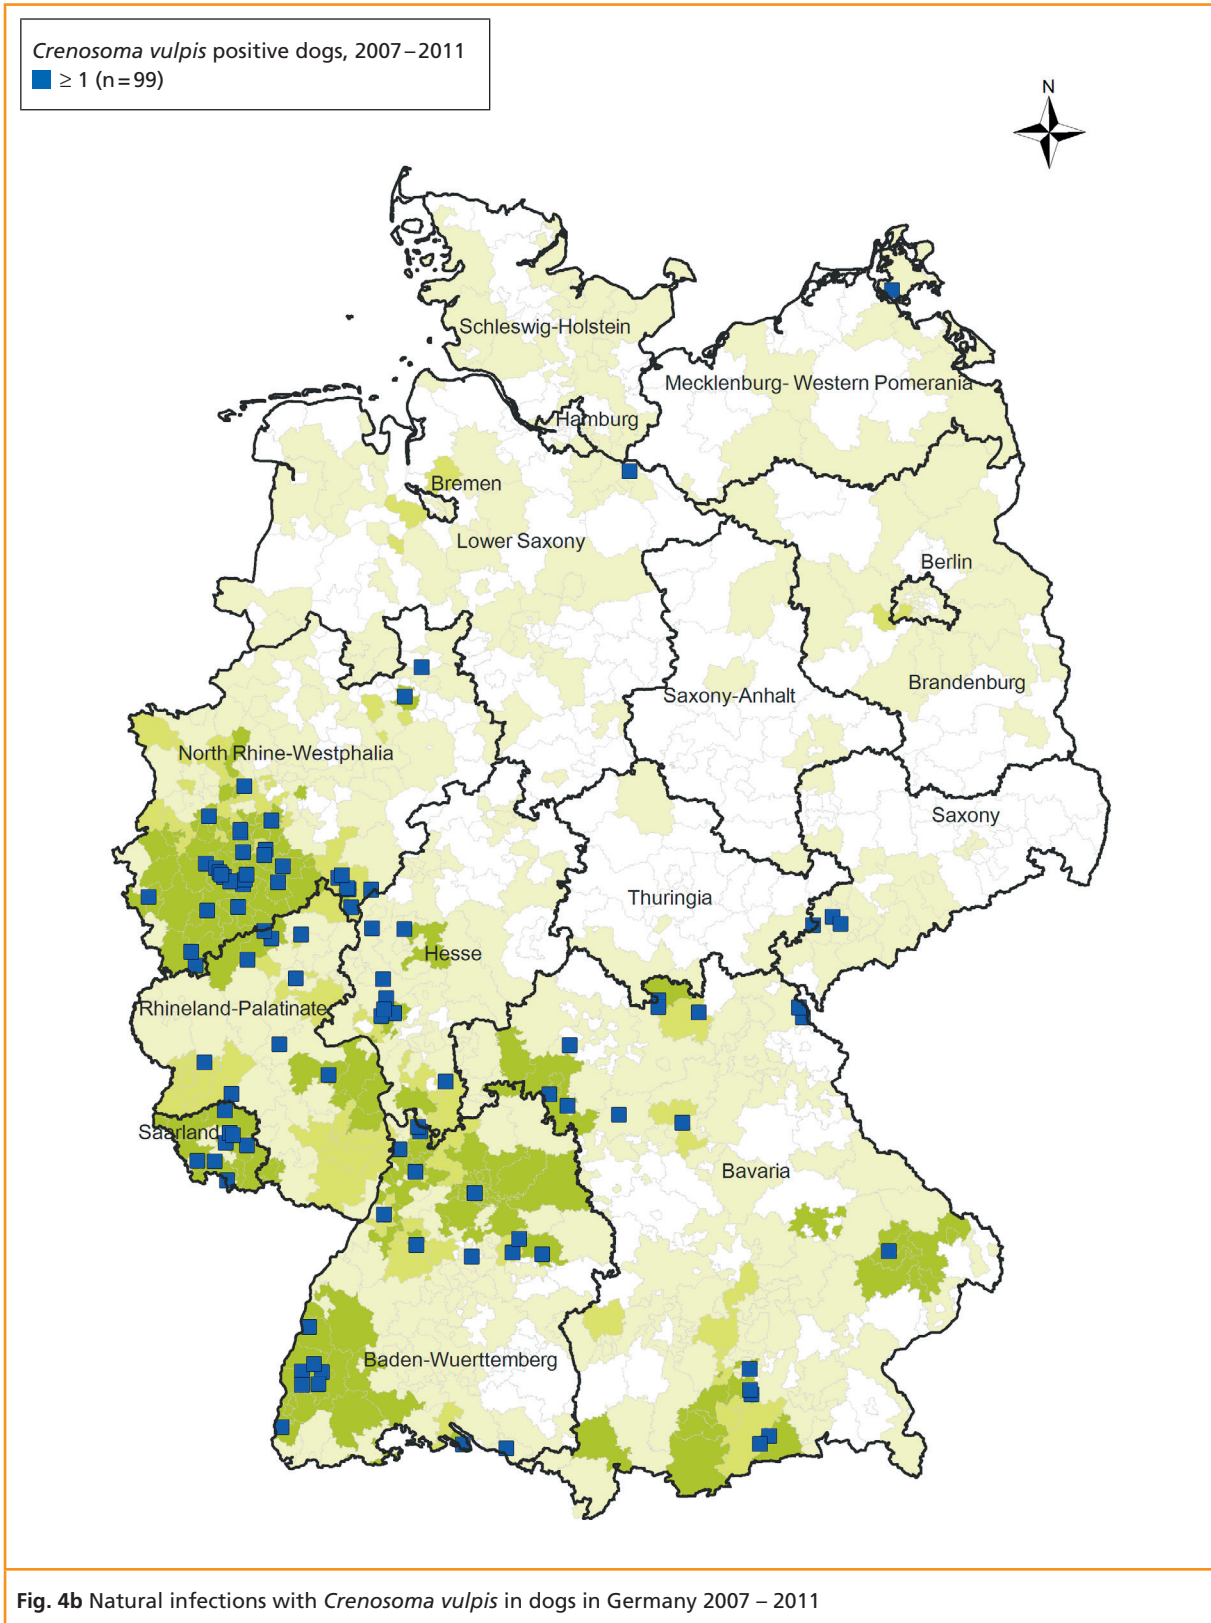 Crenosoma vulpis positive dogs, 2007–2011
≥ 1 (n=99)
N
Schleswig-Holstein
Mecklenburg- Western Pomerania
Hamburg
Bremen
Lower Saxony
Berlin
Brandenburg
Saxony-Anhalt
North Rhine-Westphalia
Saxony
Thuringia
Hesse
Rhineland-Palatinate
Saarland
Bavaria
Baden-Wuerttemberg
Fig. 4b Natural infections with Crenosoma vulpis in dogs in Germany 2007 – 2011